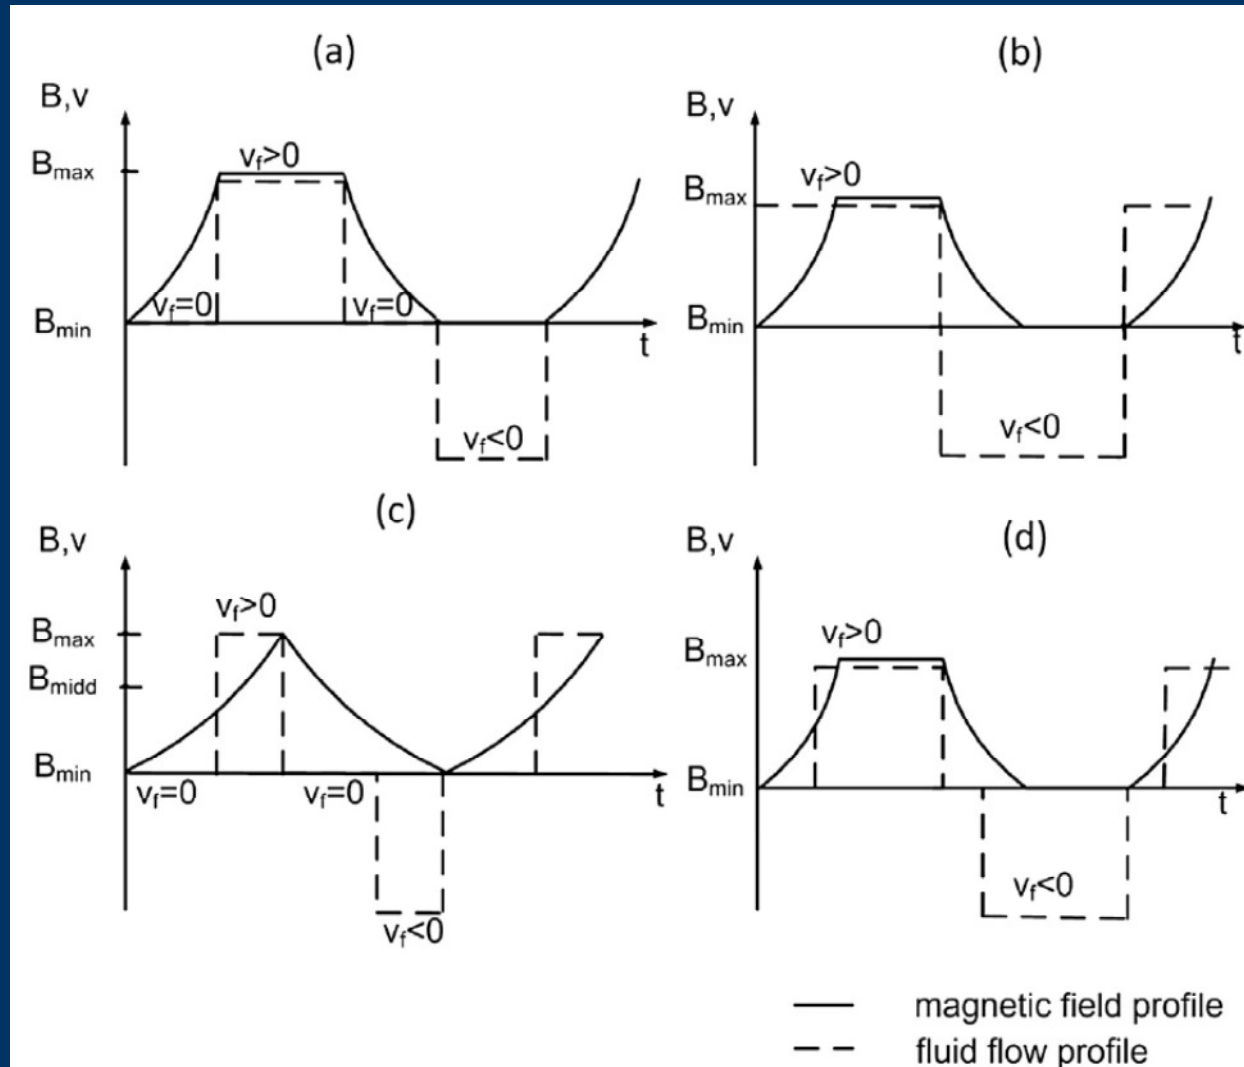 (a)
B,v
Bmax
vf>0
vf=0
vf=0
Bmin
t
vf<0
(b)
B,v
vf>0
Bmax
Bmin
t
vf<0
(c)
B,v
vf>0
Bmax
Bmidd
Bmin
vf=0
vf=0
t
vf<0
(d)
B,v
vf>0
Bmax
Bmin
t
vf<0
magnetic field profile
fluid flow profile